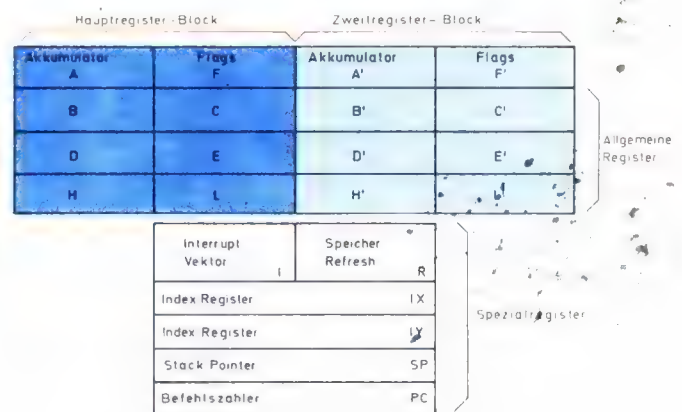 Hauptregister-Block Zweitregister-Block
Akkumulator Flags Akkumulator Flags
A F A' F'
B C B' C'
D E D' E'
H L H' L'
Allgemeine
Register
Interrupt Speicher
Vektor I Refresh R
Index Register IX
Index Register IY
Stack Pointer SP
Befehlszähler PC
Spezialregister